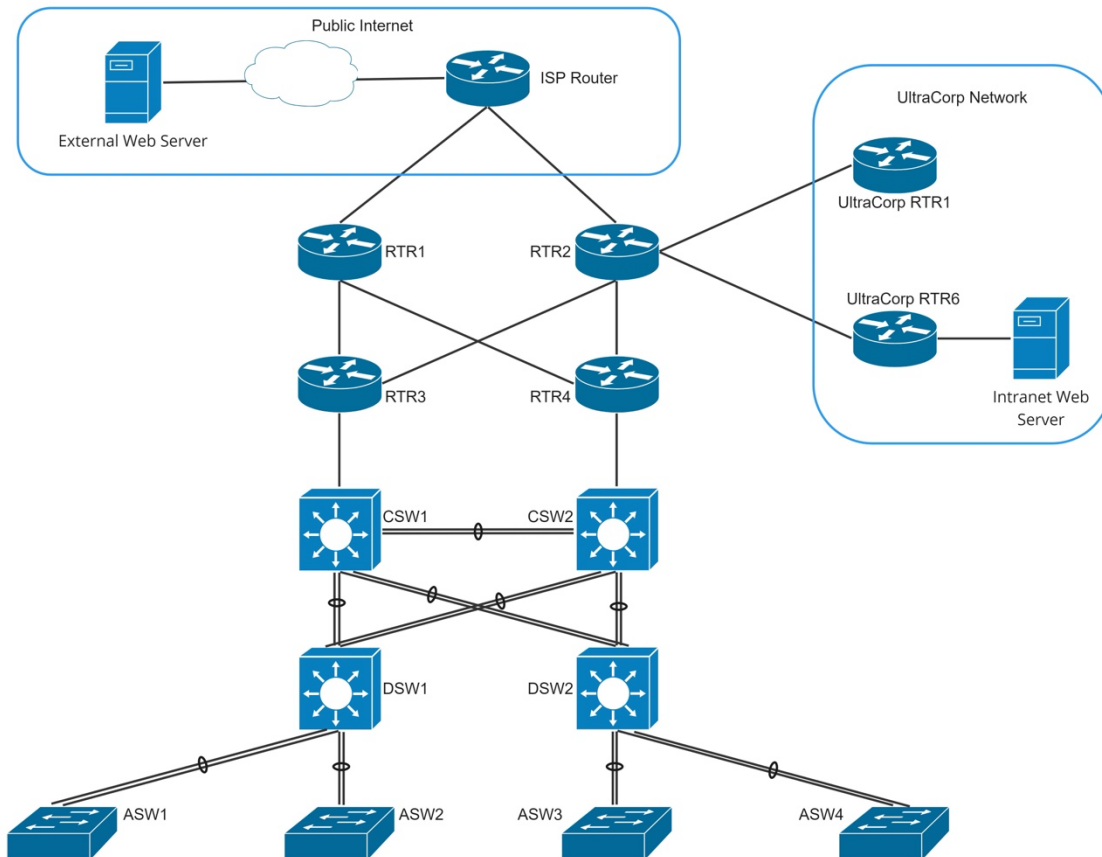 Public Internet
ISP Router
External Web Server
UltraCorp Network
UltraCorp RTR1
RTR1
RTR2
UltraCorp RTR6
RTR3
RTR4
Intranet Web
Server
CSW1
CSW2
DSW1
DSW2
ASW1
ASW2
ASW3
ASW4